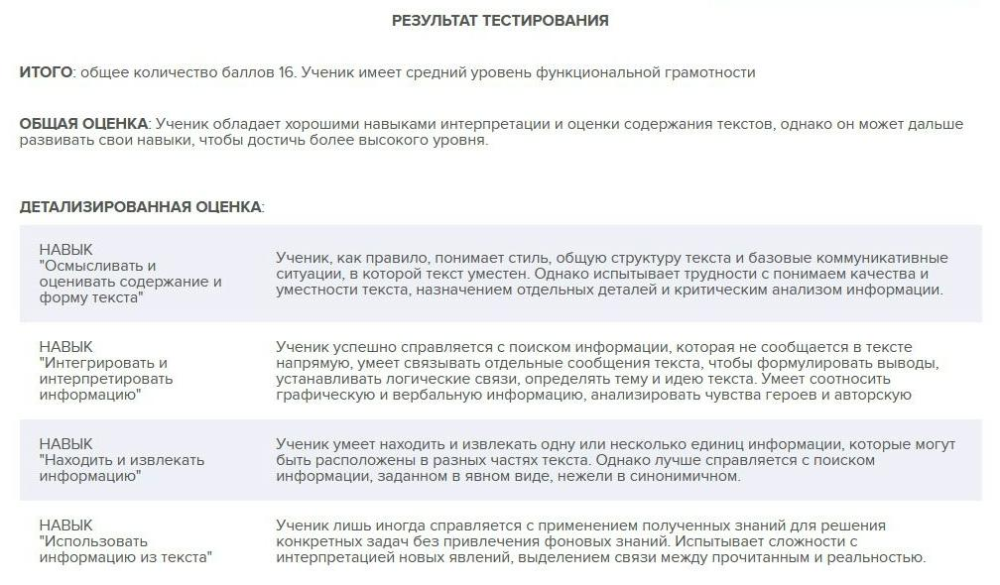 РЕЗУЛЬТАТ ТЕСТИРОВАНИЯ
ИТОГО: общее количество баллов 16. Ученик имеет средний уровень функциональной грамотности
ОБЩАЯ ОЦЕНКА: Ученик обладает хорошими навыками интерпретации и оценки содержания текстов, однако он может дальше
развивать свои навыки, чтобы достичь более высокого уровня.
ДЕТАЛИЗИРОВАННАЯ ОЦЕНКА:
НАВЫК
"Осмысливать и
оценивать содержание и
форму текста"
Ученик, как правило, понимает стиль, общую структуру текста и базовые коммуникативные
ситуации, в которой текст уместен. Однако испытывает трудности с понимаем качества и
уместности текста, назначением отдельных деталей и критическим анализом информации.
НАВЫК
"Интегрировать и
интерпретировать
информацию"
Ученик успешно справляется с поиском информации, которая не сообщается в тексте
напрямую, умеет связывать отдельные сообщения текста, чтобы формулировать выводы,
устанавливать логические связи, определять тему и идею текста. Умеет соотносить
графическую и вербальную информацию, анализировать чувства героев и авторскую
НАВЫК
"Находить и извлекать
информацию"
Ученик умеет находить и извлекать одну или несколько единиц информации, которые могут
быть расположены в разных частях текста. Однако лучше справляется с поиском
информации, заданном в явном виде, нежели в синонимичном.
НАВЫК
"Использовать
информацию из текста"
Ученик лишь иногда справляется с применением полученных знаний для решения
конкретных задач без привлечения фоновых знаний. Испытывает сложности с
интерпретацией новых явлений, выделением связи между прочитанным и реальностью.